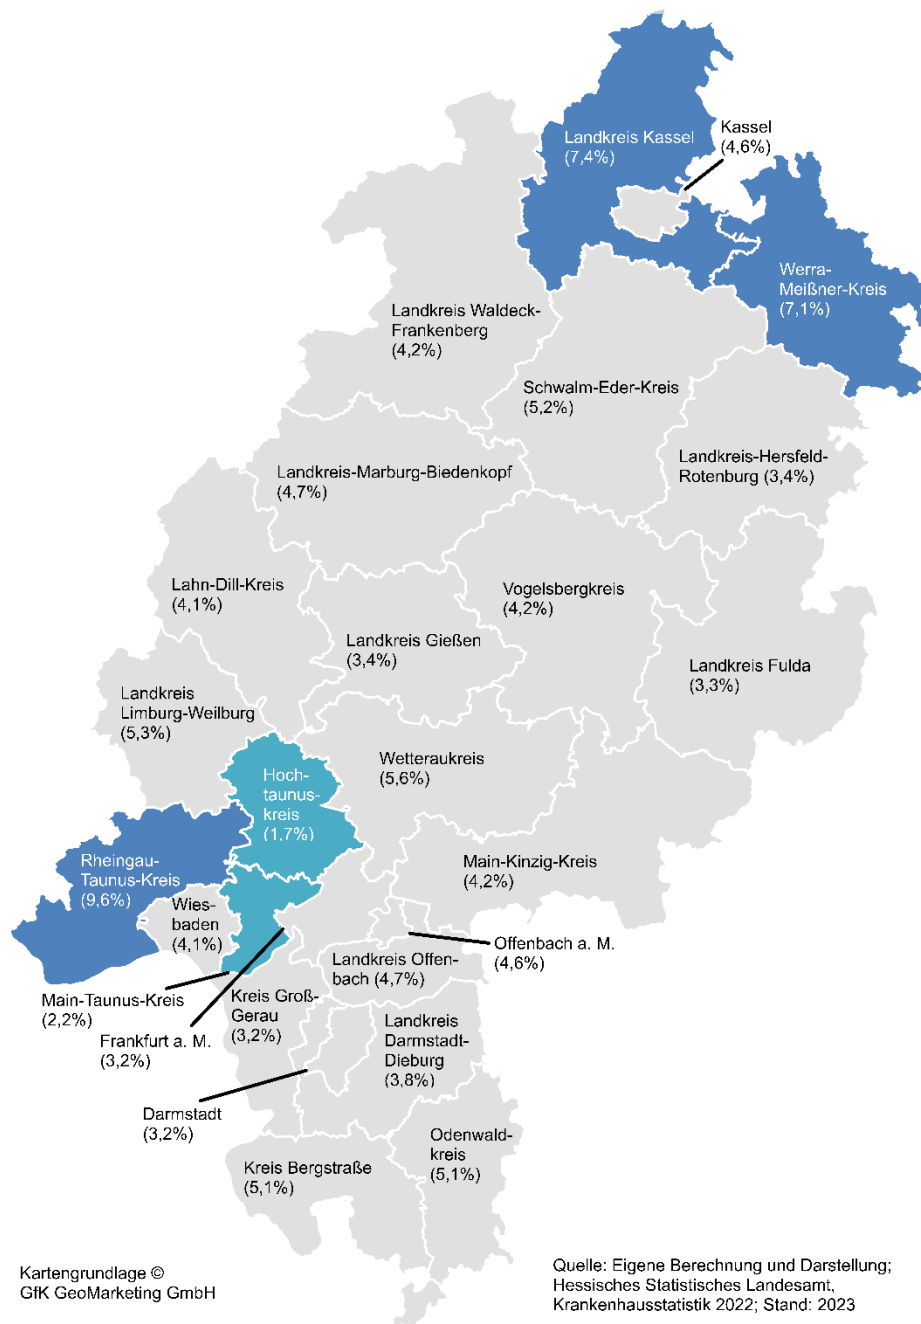 Landkreis Kassel
(7,4%)
Kassel
(4,6%)
Werra-
Meißner-Kreis
(7,1%)
Landkreis Waldeck-
Frankenberg
(4,2%)
Schwalm-Eder-Kreis
(5,2%)
Landkreis-Hersfeld-
Rotenburg (3,4%)
Landkreis-Marburg-Biedenkopf
(4,7%)
Lahn-Dill-Kreis
(4,1%)
Vogelsbergkreis
(4,2%)
Landkreis Gießen
(3,4%)
Landkreis Fulda
(3,3%)
Landkreis
Limburg-Weilburg
(5,3%)
Wetteraukreis
(5,6%)
Hoch-
taunus-
kreis
(1,7%)
Rheingau-
Taunus-Kreis
(9,6%)
Main-Kinzig-Kreis
(4,2%)
Wies-
baden
(4,1%)
Offenbach a. M.
(4,6%)
Landkreis Offen-
bach (4,7%)
Main-Taunus-Kreis
(2,2%)
Kreis Groß-
Gerau
(3,2%)
Frankfurt a. M.
(3,2%)
Landkreis
Darmstadt-
Dieburg
(3,8%)
Darmstadt
(3,2%)
Odenwald-
kreis
(5,1%)
Kreis Bergstraße
(5,1%)
Kartengrundlage ©
GfK GeoMarketing GmbH
Quelle: Eigene Berechnung und Darstellung;
Hessisches Statistisches Landesamt,
Krankenhausstatistik 2022; Stand: 2023